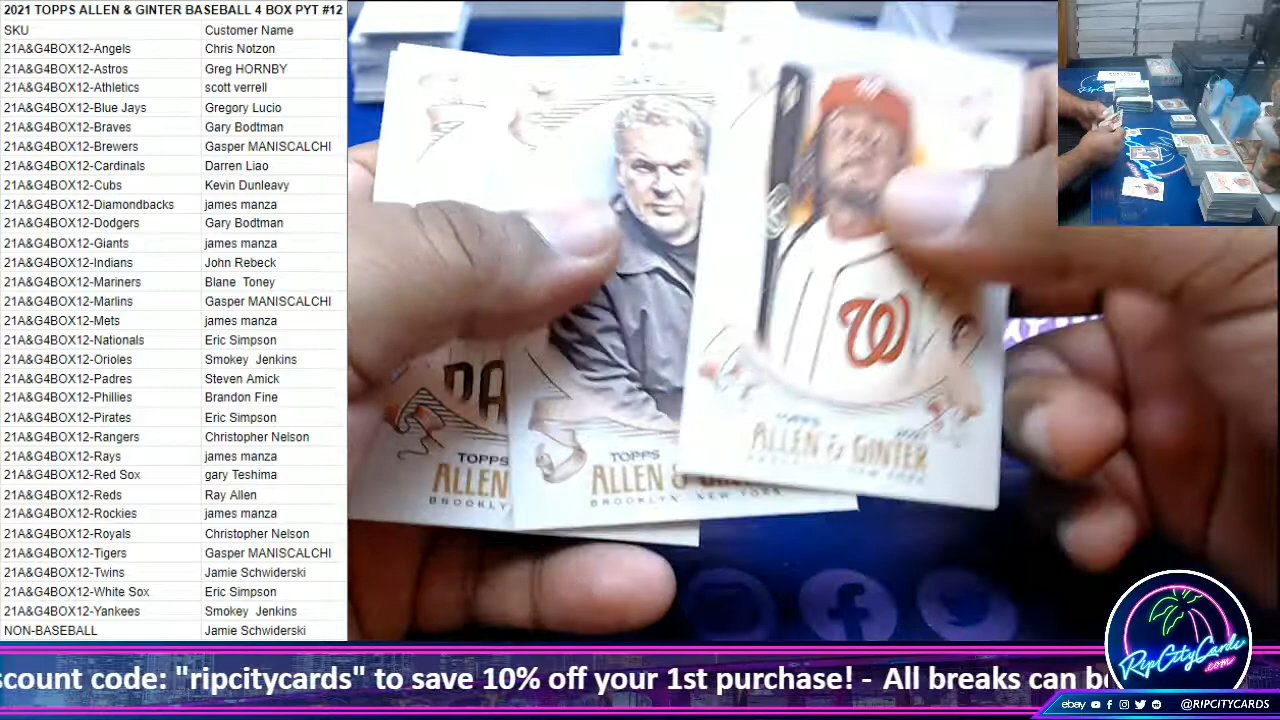 2021 TOPPS ALLEN & GINTER BASEBALL 4 BOX PYT #12
SKU Customer Name
21A&G4BOX12-Angels Chris Notzon
21A&G4BOX12-Astros Greg HORNBY
21A&G4BOX12-Athletics scott verrell
21A&G4BOX12-Blue Jays Gregory Lucio
21A&G4BOX12-Braves Gary Bodtman
21A&G4BOX12-Brewers Gasper MANISCALCHI
21A&G4BOX12-Cardinals Darren Liao
21A&G4BOX12-Cubs Kevin Dunleavy
21A&G4BOX12-Diamondbacks james manza
21A&G4BOX12-Dodgers Gary Bodtman
21A&G4BOX12-Giants james manza
21A&G4BOX12-Indians John Rebeck
21A&G4BOX12-Mariners Blane Toney
21A&G4BOX12-Marlins Gasper MANISCALCHI
21A&G4BOX12-Mets james manza
21A&G4BOX12-Nationals Eric Simpson
21A&G4BOX12-Orioles Smokey Jenkins
21A&G4BOX12-Padres Steven Amick
21A&G4BOX12-Phillies Brandon Fine
21A&G4BOX12-Pirates Eric Simpson
21A&G4BOX12-Rangers Christopher Nelson
21A&G4BOX12-Rays james manza
21A&G4BOX12-Red Sox gary Teshima
21A&G4BOX12-Reds Ray Allen
21A&G4BOX12-Rockies james manza
21A&G4BOX12-Royals Christopher Nelson
21A&G4BOX12-Tigers Gasper MANISCALCHI
21A&G4BOX12-Twins Jamie Schwiderski
21A&G4BOX12-White Sox Eric Simpson
21A&G4BOX12-Yankees Smokey Jenkins
NON-BASEBALL Jamie Schwiderski
W
DA
TOPPS
ALLEN
BROOKLY
TOPPS
ALLEN &
BROOKLYN NEW YORK
TOPPS
ALLEN & GINTER
scount code: "ripcitycards" to save 10% off your 1st purchase! - All breaks can b
RipCityCards
.com
ebay @RIPCITYCARDS